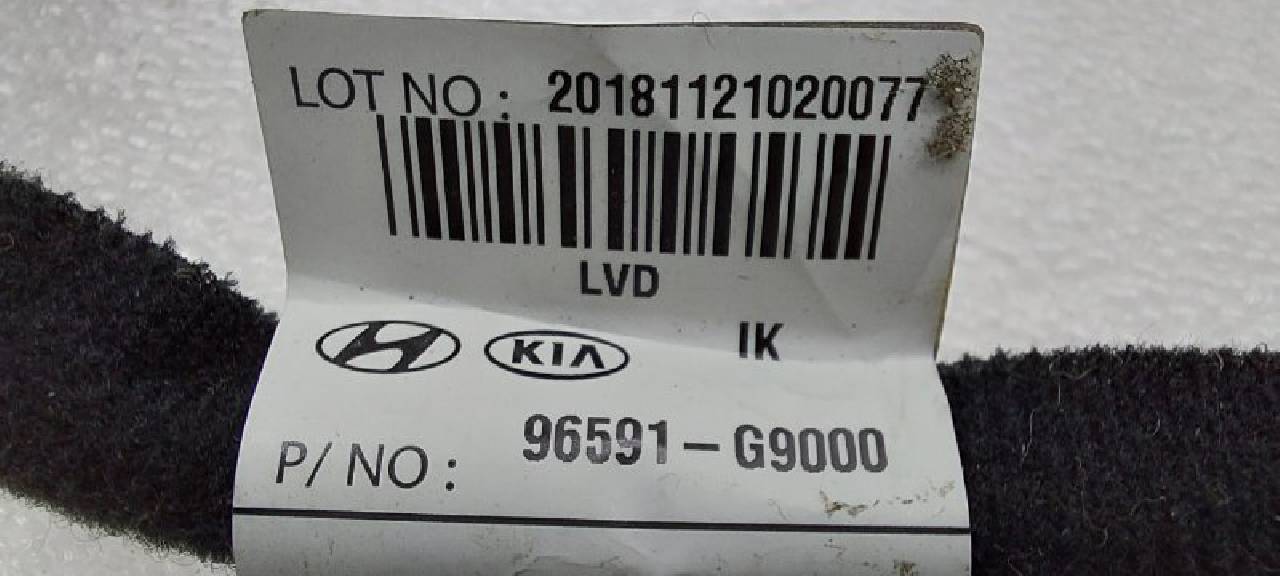 LOT NO : 20181121020077
LVD
KIA IK
P/ NO : 96591-G9000